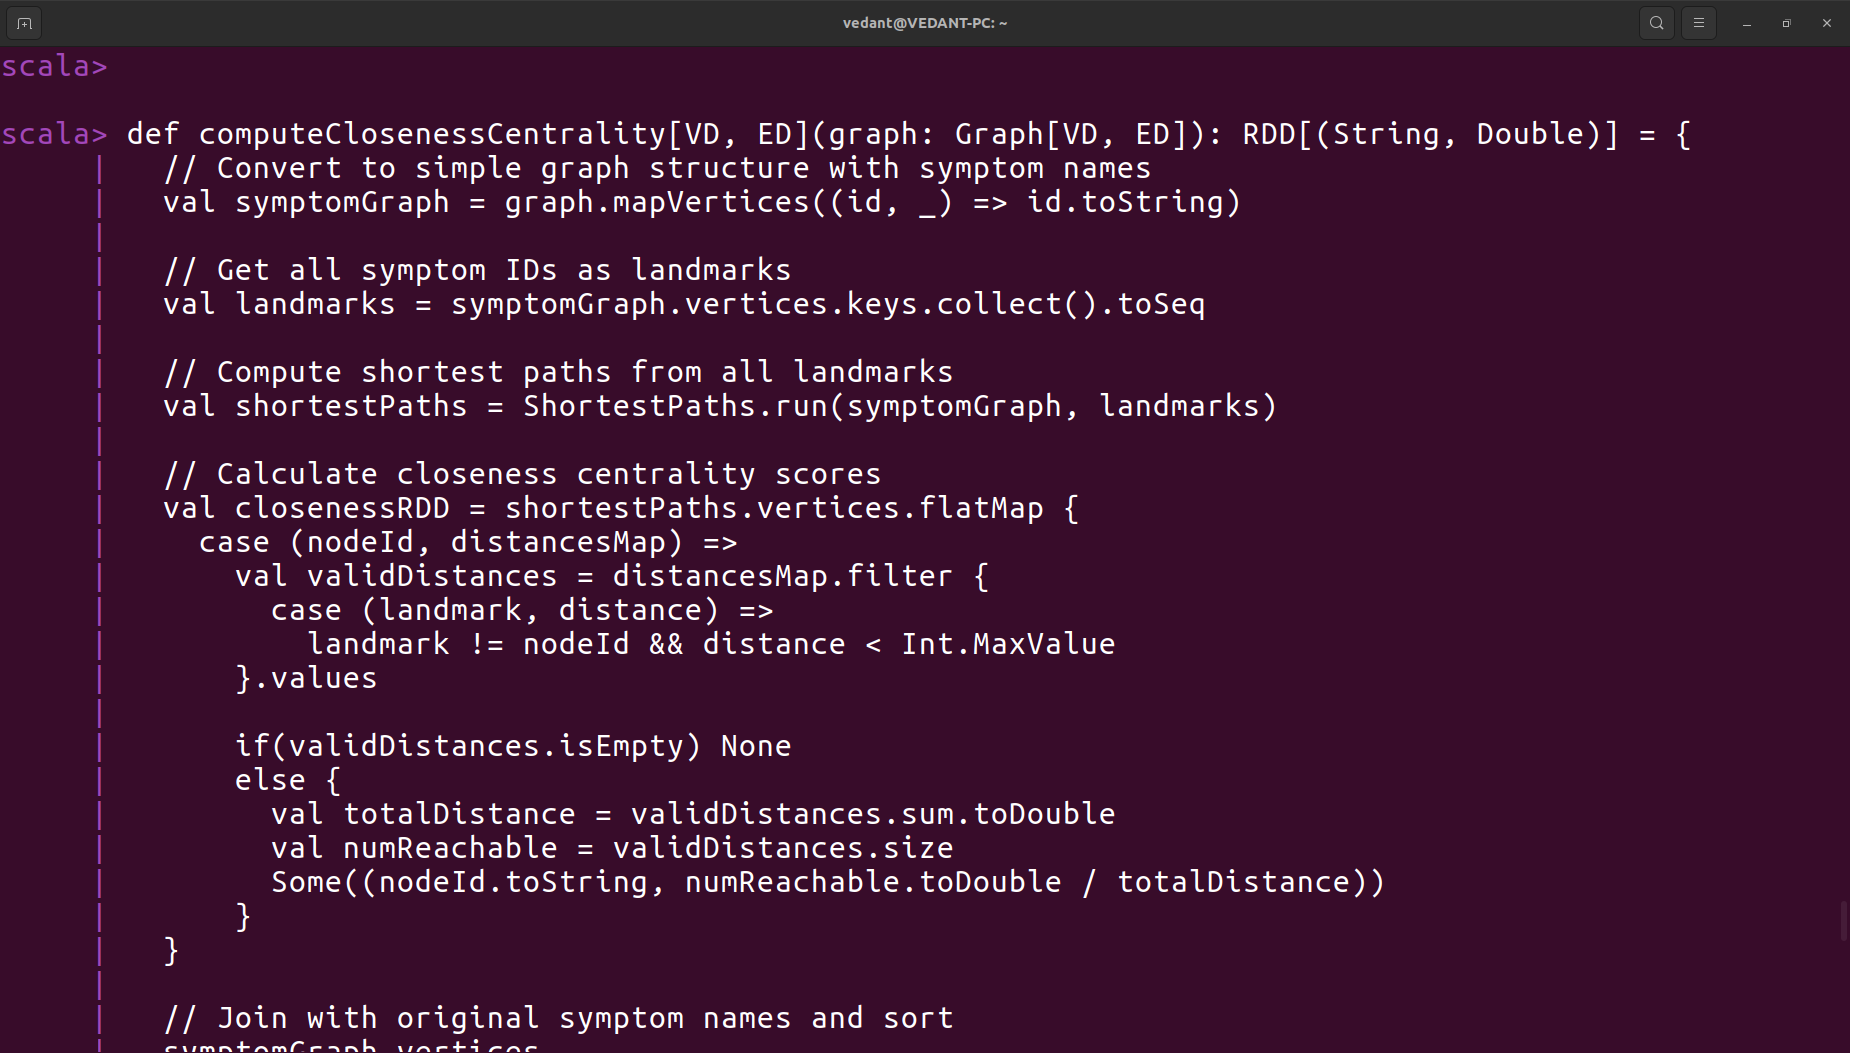 vedant@VEDANT-PC: ~
scala>
scala> def computeClosenessCentrality[VD, ED](graph: Graph[VD, ED]): RDD[(String, Double)] = {
     |   // Convert to simple graph structure with symptom names
     |   val symptomGraph = graph.mapVertices((id, _) => id.toString)
     |
     |   // Get all symptom IDs as landmarks
     |   val landmarks = symptomGraph.vertices.keys.collect().toSeq
     |
     |   // Compute shortest paths from all landmarks
     |   val shortestPaths = ShortestPaths.run(symptomGraph, landmarks)
     |
     |   // Calculate closeness centrality scores
     |   val closenessRDD = shortestPaths.vertices.flatMap {
     |     case (nodeId, distancesMap) =>
     |       val validDistances = distancesMap.filter {
     |         case (landmark, distance) =>
     |           landmark != nodeId && distance < Int.MaxValue
     |       }.values
     |
     |       if(validDistances.isEmpty) None
     |       else {
     |         val totalDistance = validDistances.sum.toDouble
     |         val numReachable = validDistances.size
     |         Some((nodeId.toString, numReachable.toDouble / totalDistance))
     |       }
     |   }
     |
     |   // Join with original symptom names and sort
     |   symptomGraph.vertices